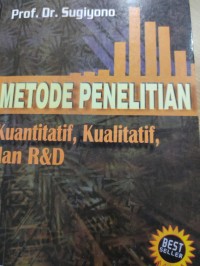 Prof. Dr. Sugiyono
METODE PENELITIAN
Kuantitatif, Kualitatif,
dan R&D
BEST
SELLER